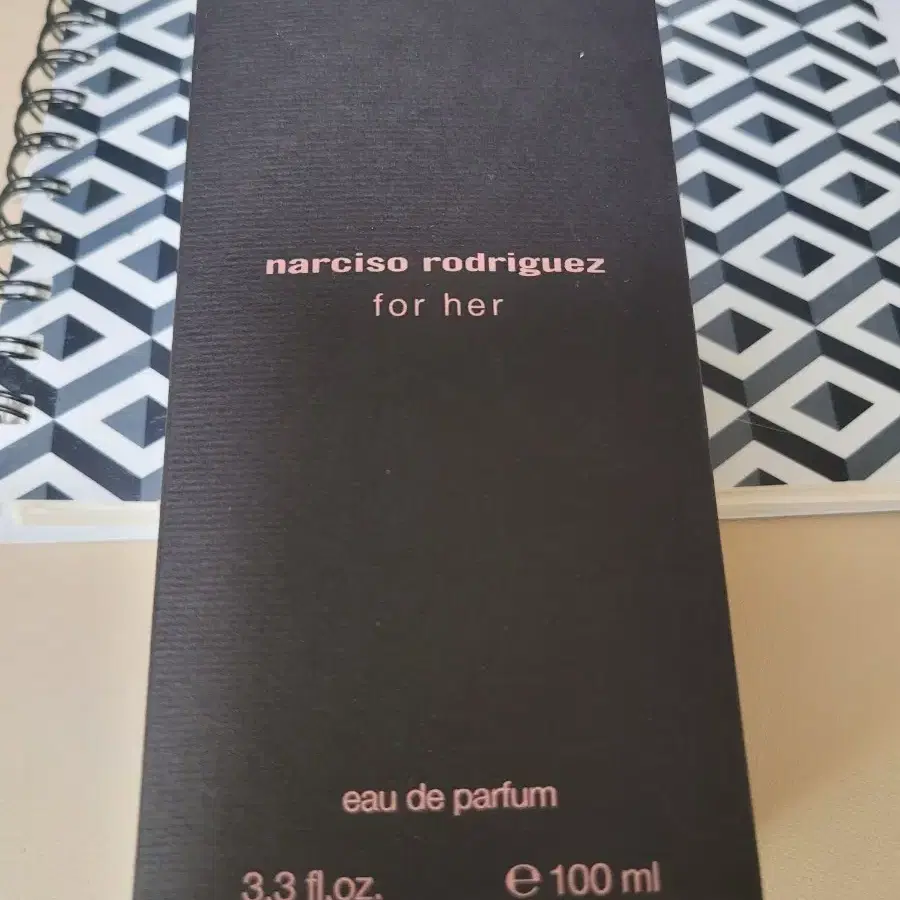 narciso rodriguez
for her
eau de parfum
3.3 fl.oz. ℮ 100 ml